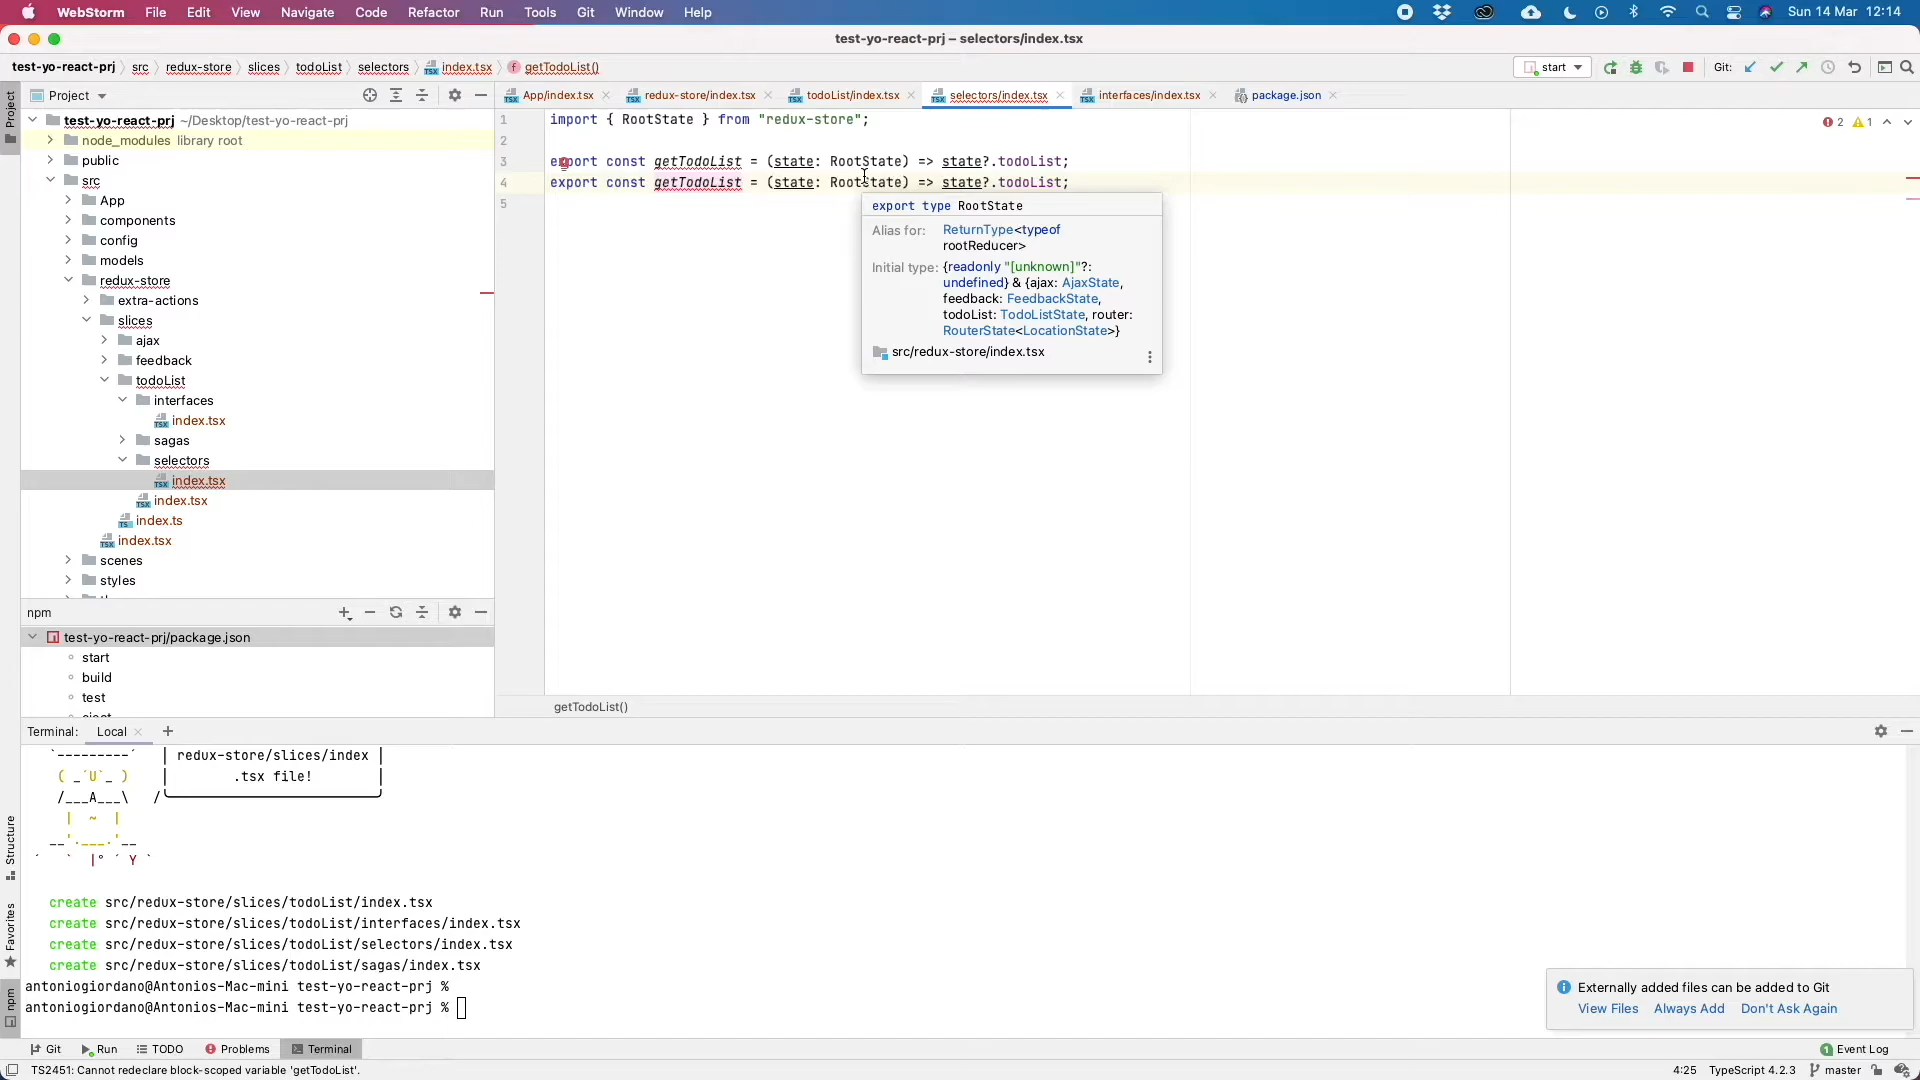 WebStorm File Edit View Navigate Code Refactor Run Tools Git Window Help Sun 14 Mar 12:14
test-yo-react-prj – selectors/index.tsx
test-yo-react-prj src redux-store slices todoList selectors index.tsx getTodoList() start Git:
Project
Project
App/index.tsx redux-store/index.tsx todoList/index.tsx selectors/index.tsx interfaces/index.tsx package.json
test-yo-react-prj ~/Desktop/test-yo-react-prj
node_modules library root
public
src
App
components
config
models
redux-store
extra-actions
slices
ajax
feedback
todoList
interfaces
index.tsx
sagas
selectors
index.tsx
index.tsx
index.ts
index.tsx
scenes
styles
1 import { RootState } from "redux-store";
2
3 export const getTodoList = (state: RootState) => state?.todoList;
4 export const getTodoList = (state: RootState) => state?.todoList;
5
2 1
export type RootState
Alias for: ReturnType<typeof
rootReducer>
Initial type: {readonly "[unknown]"?:
undefined} & {ajax: AjaxState,
feedback: FeedbackState,
todoList: TodoListState, router:
RouterState<LocationState>}
src/redux-store/index.tsx
getTodoList()
npm
test-yo-react-prj/package.json
start
build
test
eject
Terminal: Local
`---------´ │ redux-store/slices/index │
( _´U`_ ) │ .tsx file! │
/___A___\ /╰──────────────────────────╯
| ~ |
__'.___.'__
´ ` |° ´ Y `
create src/redux-store/slices/todoList/index.tsx
create src/redux-store/slices/todoList/interfaces/index.tsx
create src/redux-store/slices/todoList/selectors/index.tsx
create src/redux-store/slices/todoList/sagas/index.tsx
antoniogiordano@Antonios-Mac-mini test-yo-react-prj %
antoniogiordano@Antonios-Mac-mini test-yo-react-prj %
Structure
Favorites
npm
Externally added files can be added to Git
View Files Always Add Don't Ask Again
Git Run TODO Problems Terminal 1 Event Log
TS2451: Cannot redeclare block-scoped variable 'getTodoList'. 4:25 TypeScript 4.2.3 master